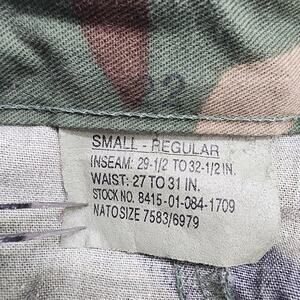 SMALL - REGULAR
INSEAM: 29-1/2 TO 32-1/2 IN.
WAIST: 27 TO 31 IN.
STOCK NO. 8415-01-084-1709
NATO SIZE 7583/6979